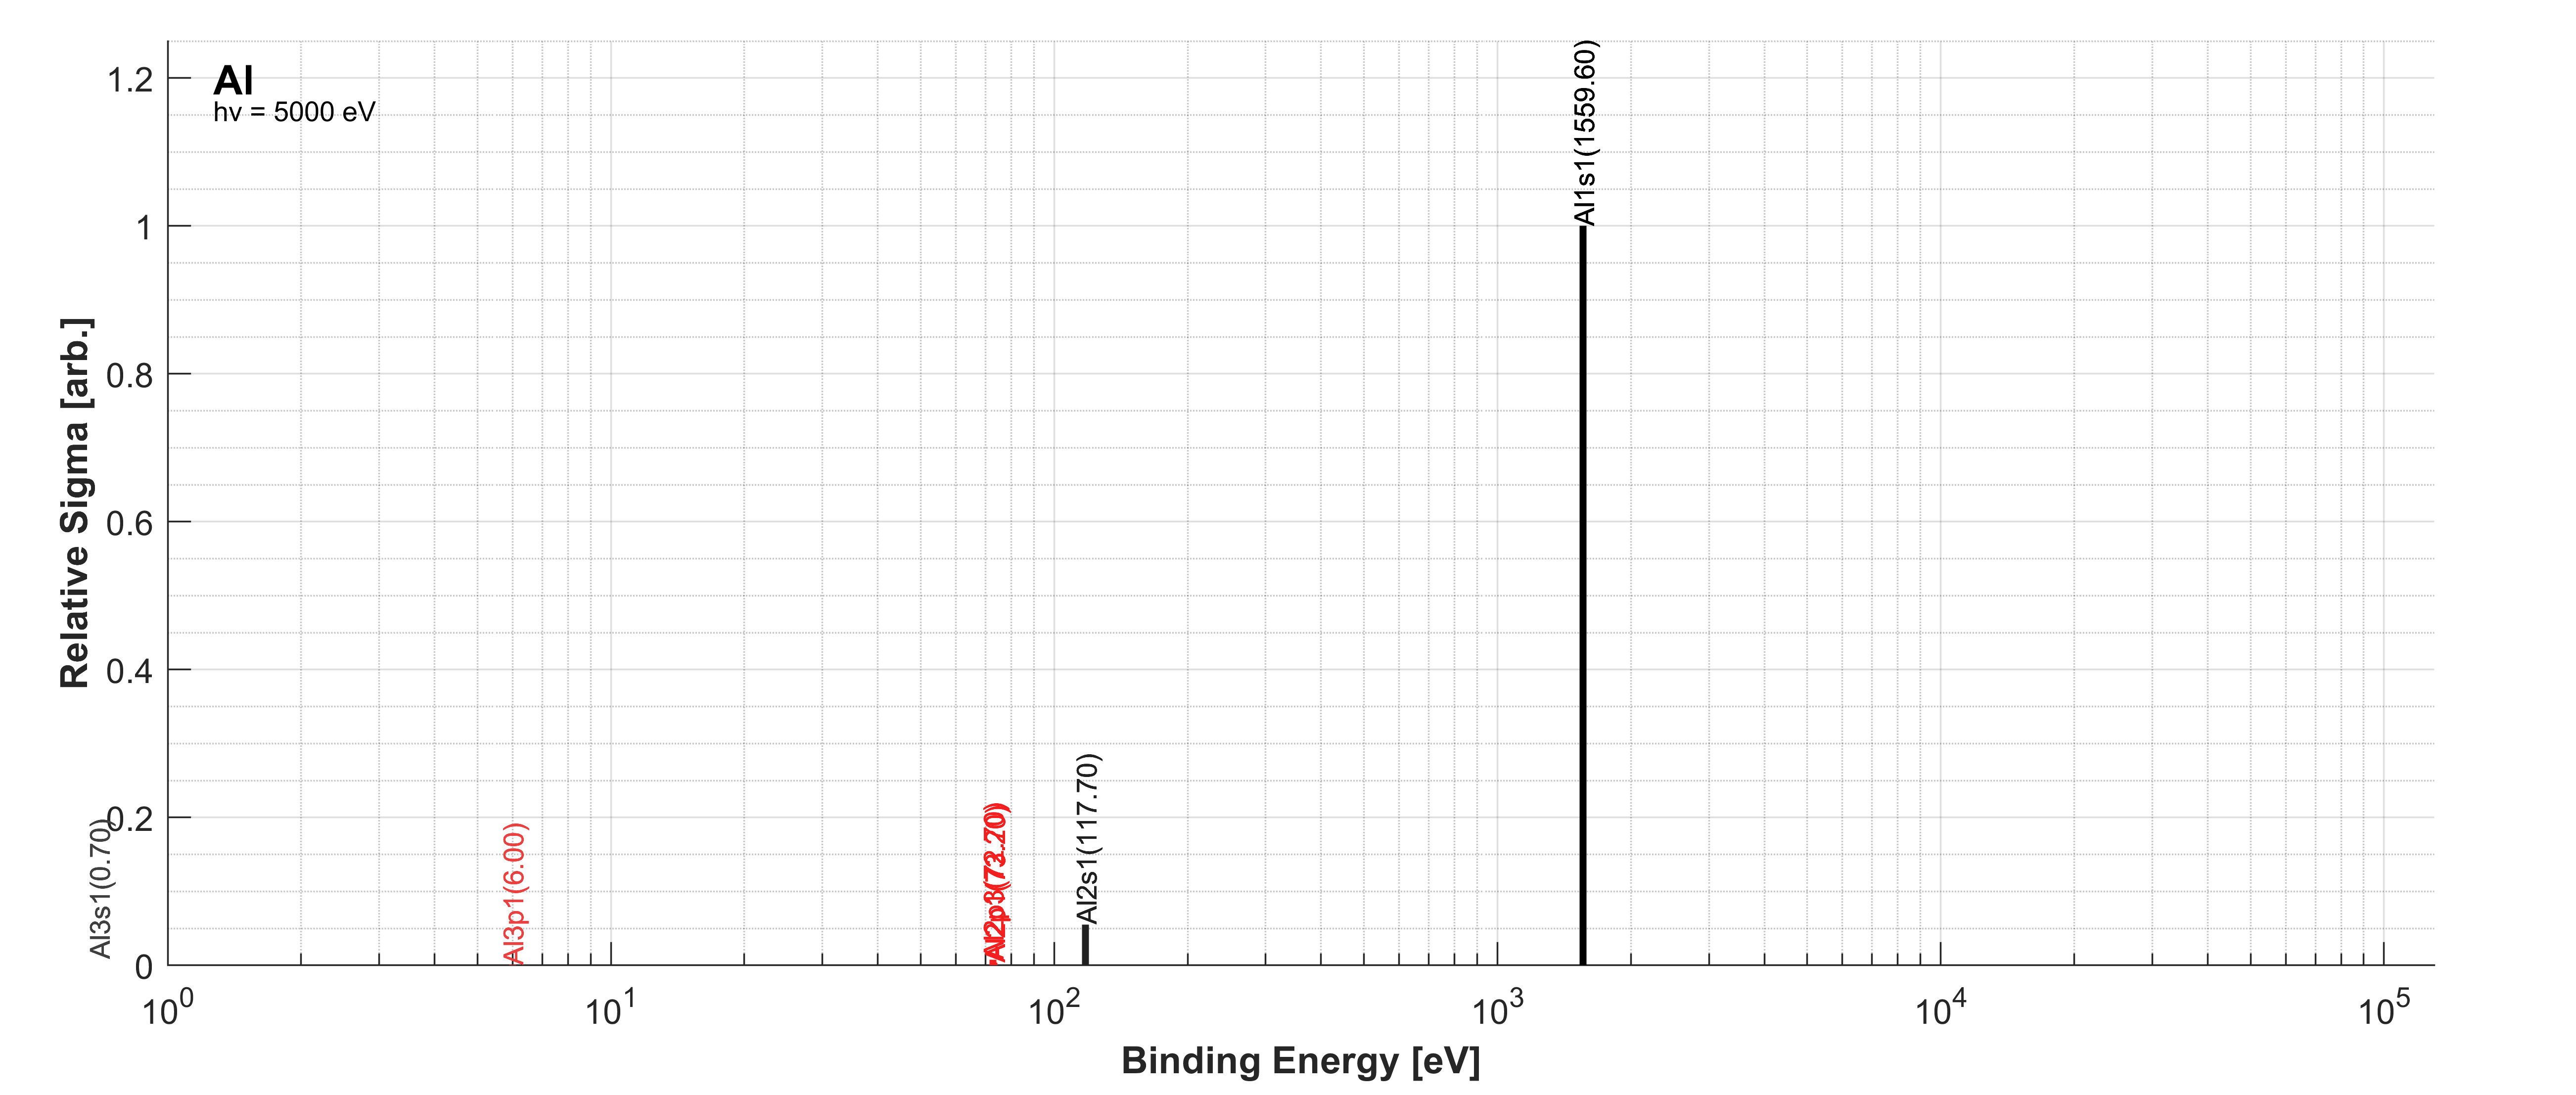 Al
hv = 5000 eV
Relative Sigma [arb.]
1.2
1
0.8
0.6
0.4
0.2
0
Al3s1(0.70)
Al3p1(6.00)
Al2s1(117.70)
Al1s1(1559.60)
10^0
10^1
10^2
10^3
10^4
10^5
Binding Energy [eV]